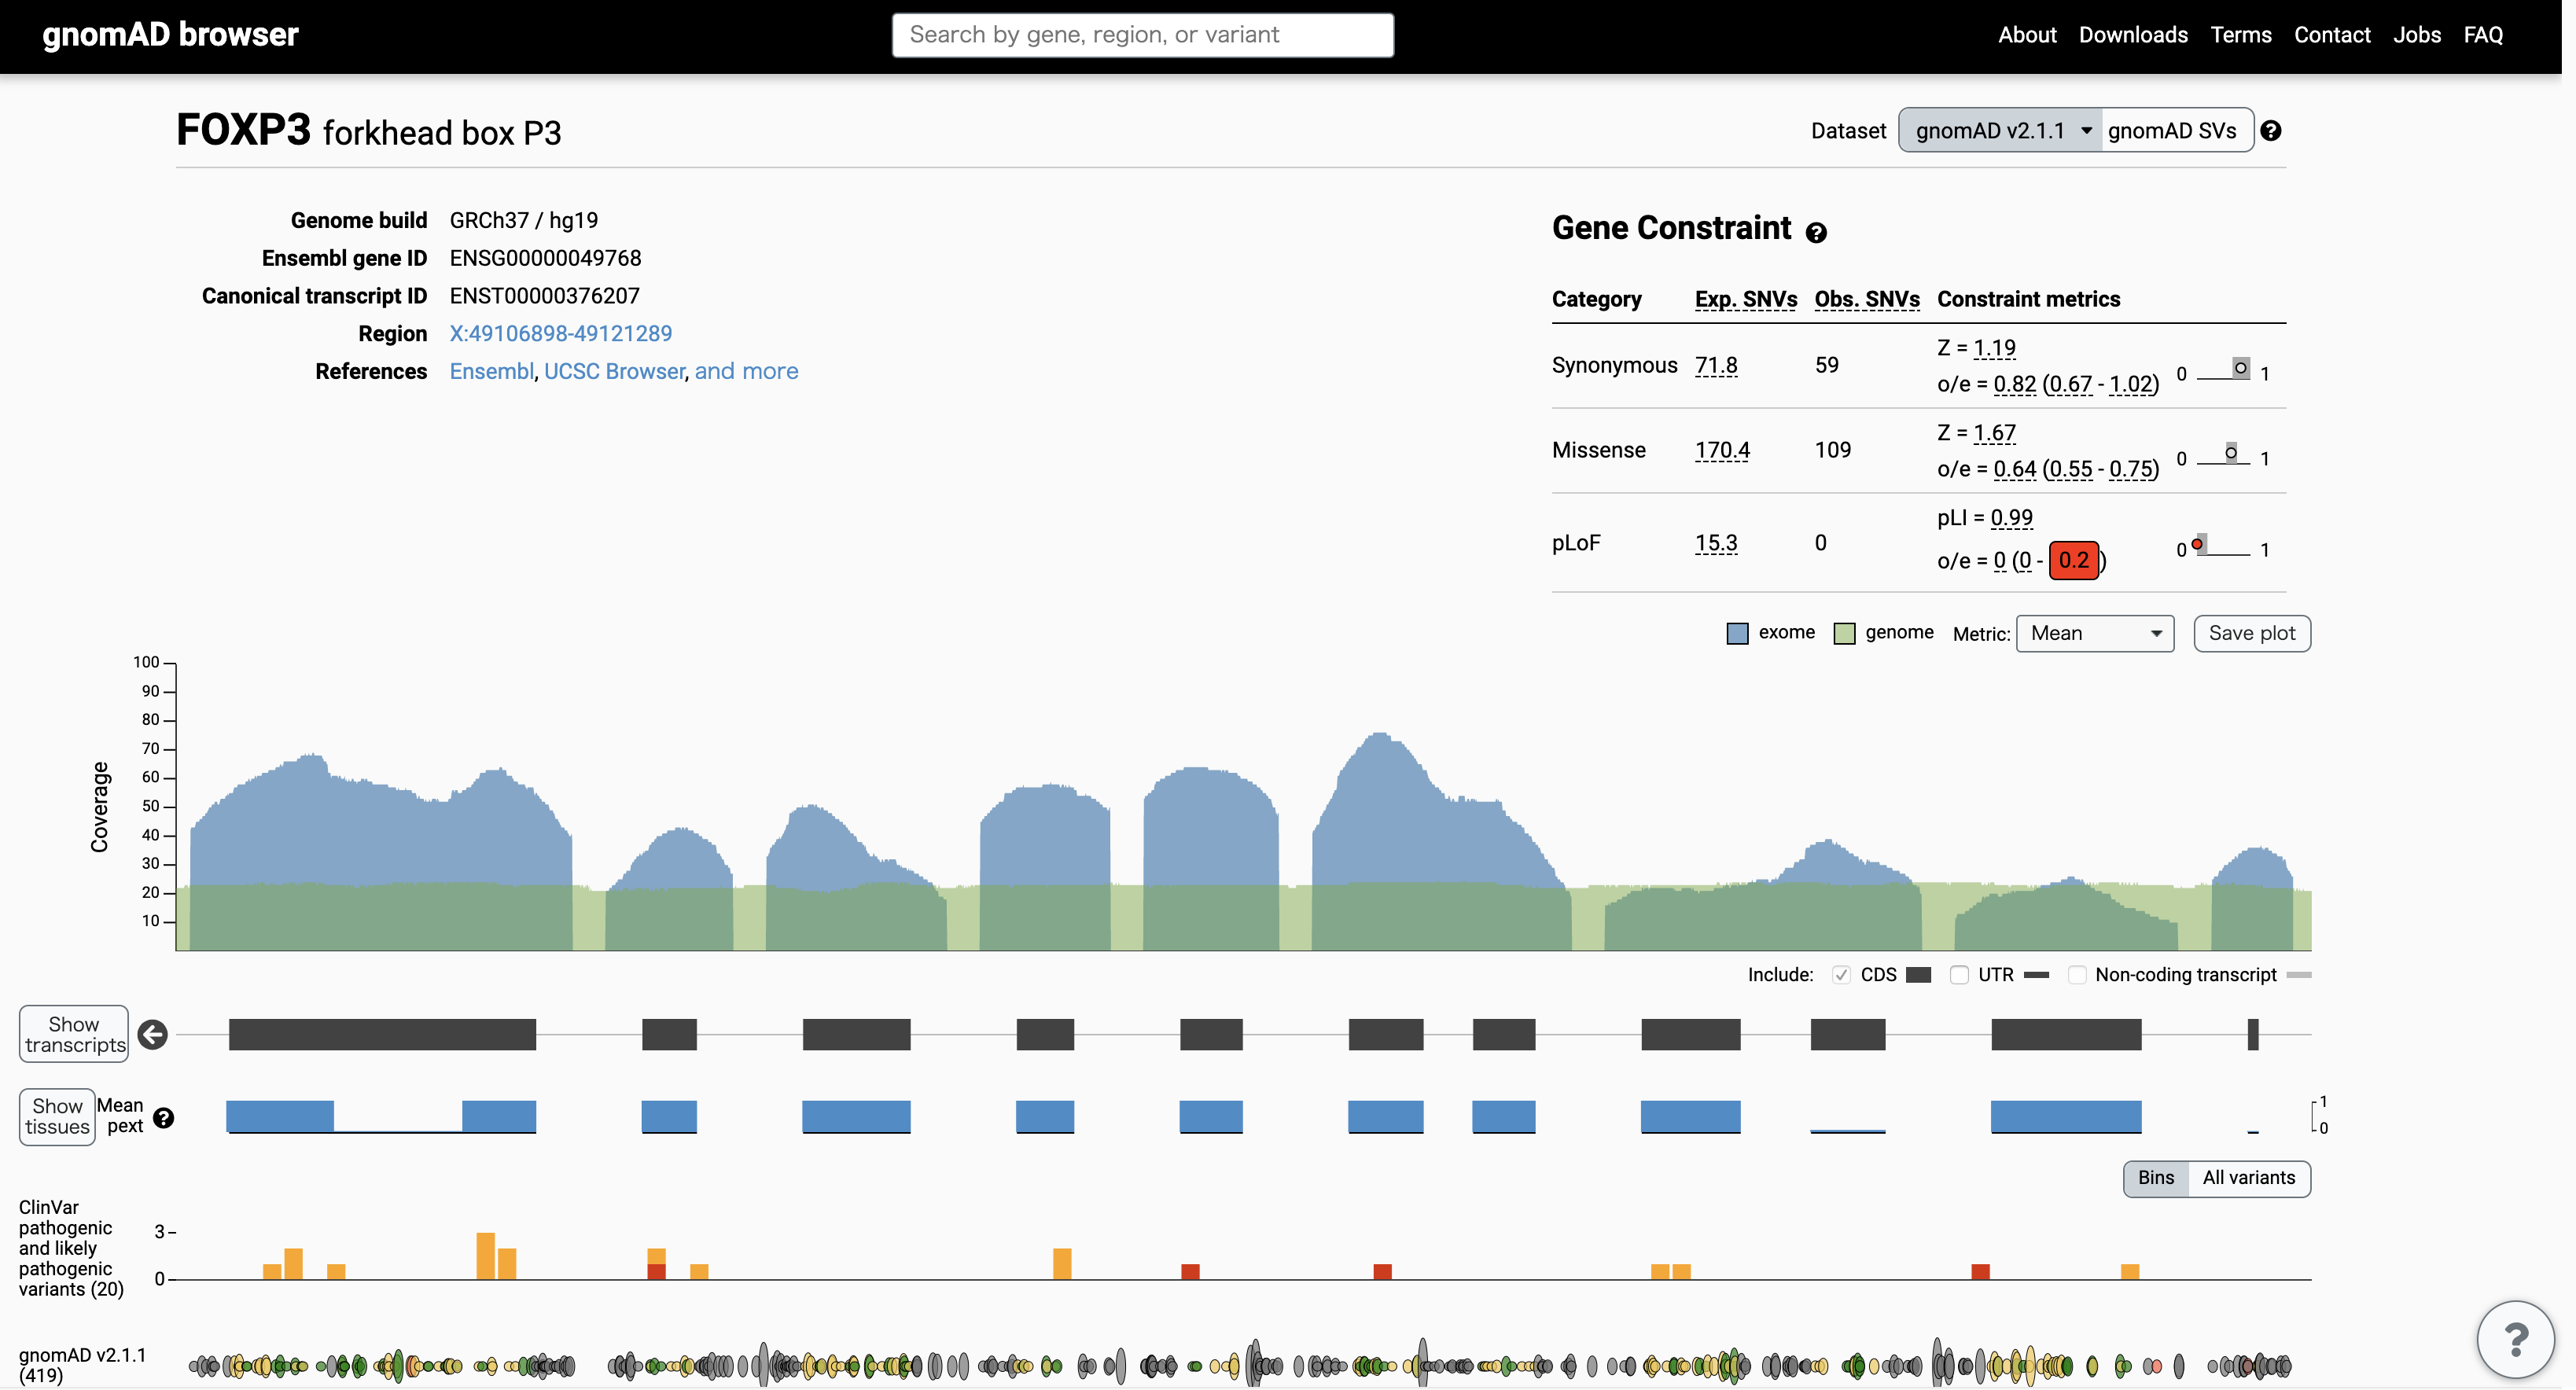 gnomAD browser
Search by gene, region, or variant
About Downloads Terms Contact Jobs FAQ
FOXP3 forkhead box P3
Dataset gnomAD v2.1.1 gnomAD SVs ?
Genome build GRCh37 / hg19
Ensembl gene ID ENSG00000049768
Canonical transcript ID ENST00000376207
Region X:49106898-49121289
References Ensembl, UCSC Browser, and more
Gene Constraint ?
Category Exp. SNVs Obs. SNVs Constraint metrics
Synonymous 71.8 59 Z = 1.19
o/e = 0.82 (0.67 - 1.02) 0 1
Missense 170.4 109 Z = 1.67
o/e = 0.64 (0.55 - 0.75) 0 1
pLoF 15.3 0 pLI = 0.99
o/e = 0 (0 - 0.2) 0 1
exome genome Metric: Mean Save plot
Coverage
100
90
80
70
60
50
40
30
20
10
Include: CDS UTR Non-coding transcript
Show
transcripts
Show
tissues
Mean
pext ?
1
0
Bins All variants
ClinVar
pathogenic
and likely
pathogenic
variants (20)
3
0
gnomAD v2.1.1
(419)
?